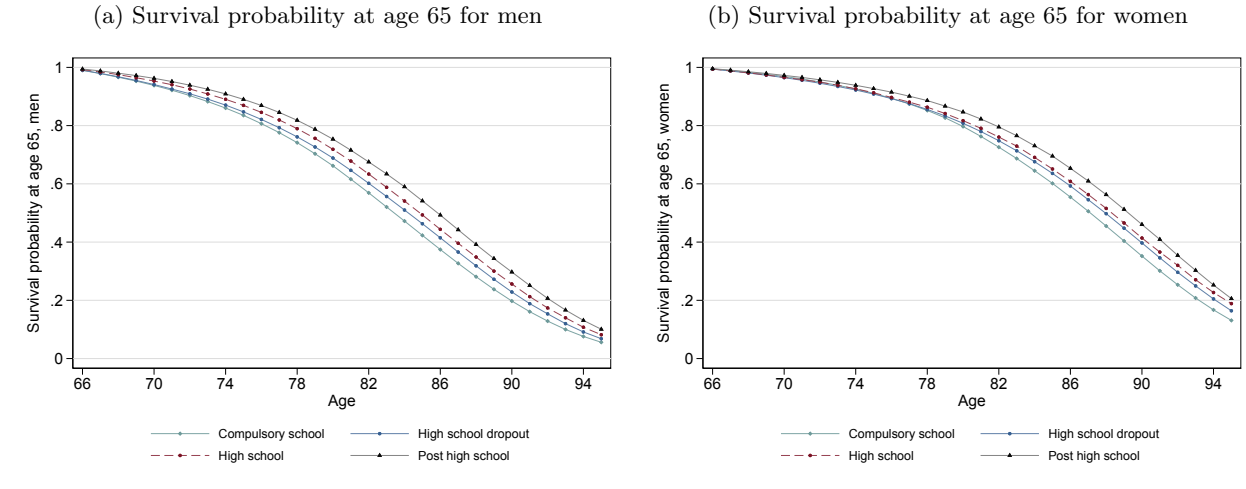 (a) Survival probability at age 65 for men
Survival probability at age 65, men
1
.8
.6
.4
.2
0
66 70 74 78 82 86 90 94
Age
Compulsory school High school dropout
High school Post high school
(b) Survival probability at age 65 for women
Survival probability at age 65, women
1
.8
.6
.4
.2
0
66 70 74 78 82 86 90 94
Age
Compulsory school High school dropout
High school Post high school